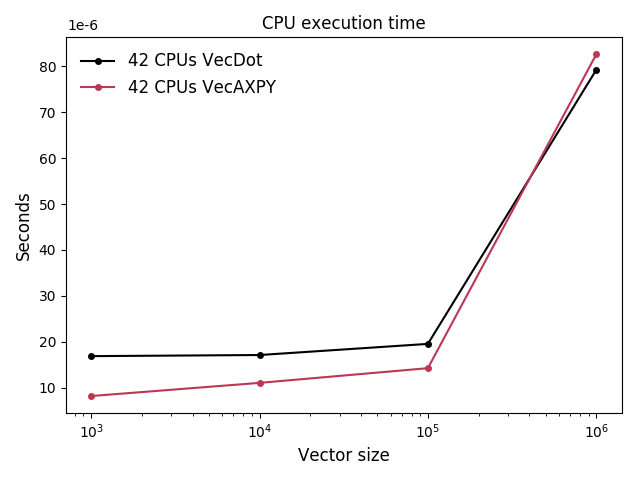 CPU execution time
1e-6
42 CPUs VecDot
42 CPUs VecAXPY
80
70
60
50
40
30
20
10
Seconds
10³ 10⁴ 10⁵ 10⁶
Vector size